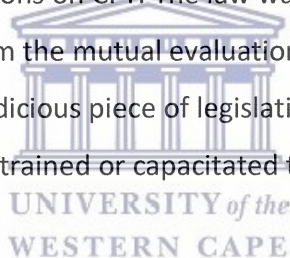 m the mutual evaluation
dicious piece of legislati
trained or capacitated t
UNIVERSITY of the
WESTERN CAPE